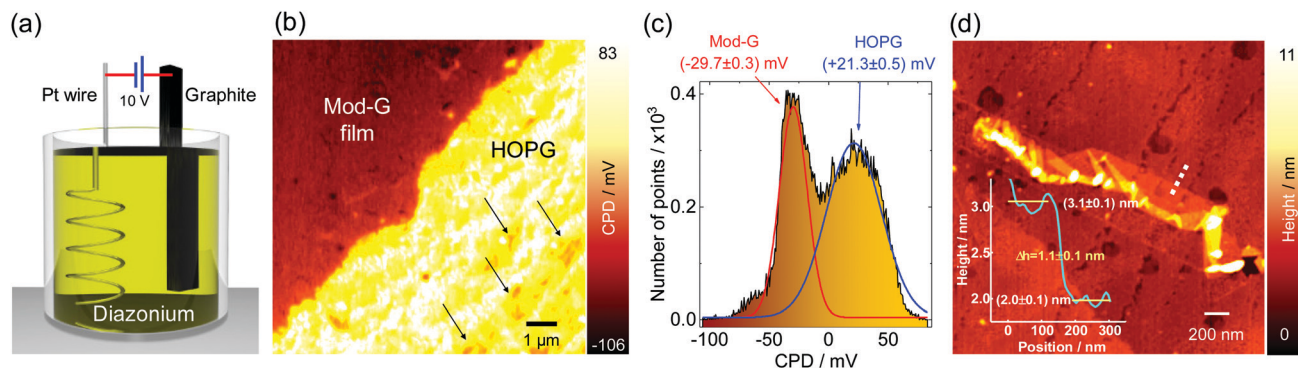 (a)
Pt wire
10 V
Graphite
Diazonium
(b)
Mod-G
film
HOPG
1 µm
83
CPD / mV
-106
(c)
Mod-G
(-29.7±0.3) mV
HOPG
(+21.3±0.5) mV
Number of points / x10³
0.4
0.2
0.0
-100
-50
0
50
CPD / mV
(d)
11
Height / nm
0
Height / nm
3.0
2.5
2.0
(3.1±0.1) nm
Δh=1.1±0.1 nm
(2.0±0.1) nm
0 100 200 300
Position / nm
200 nm